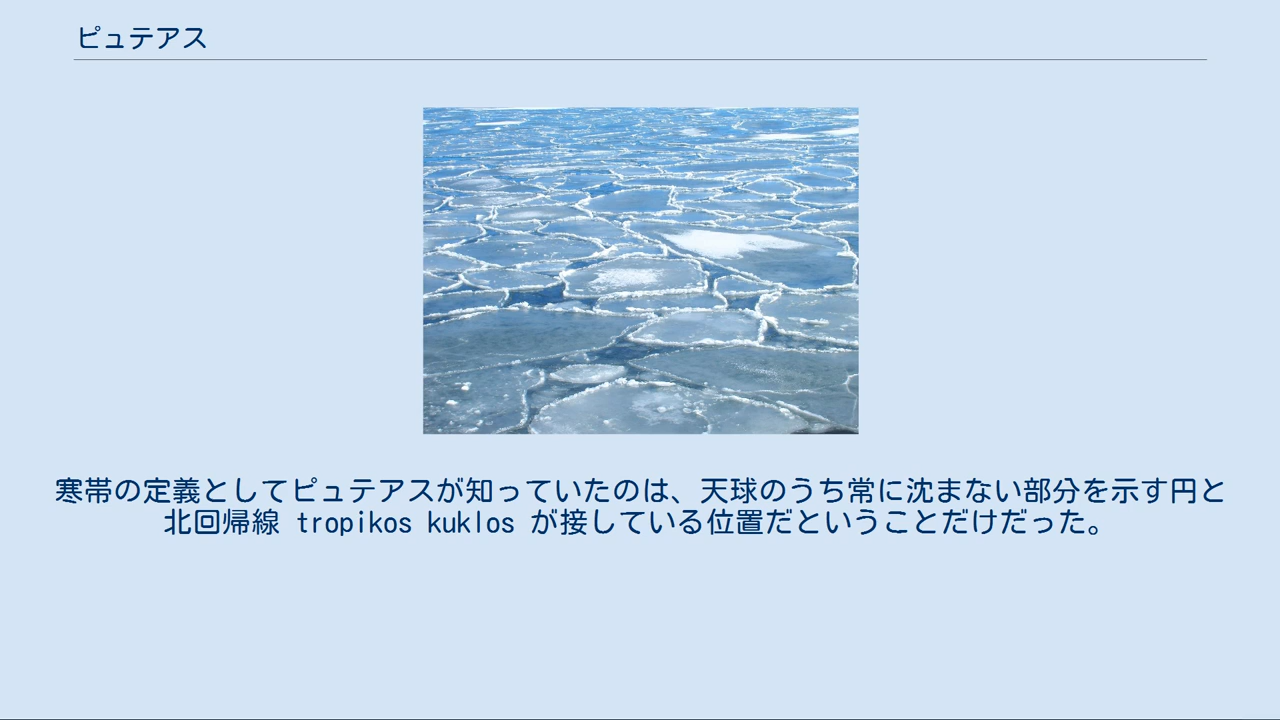 ピュテアス
寒帯の定義としてピュテアスが知っていたのは、天球のうち常に沈まない部分を示す円と
北回帰線 tropikos kuklos が接している位置だということだけだった。